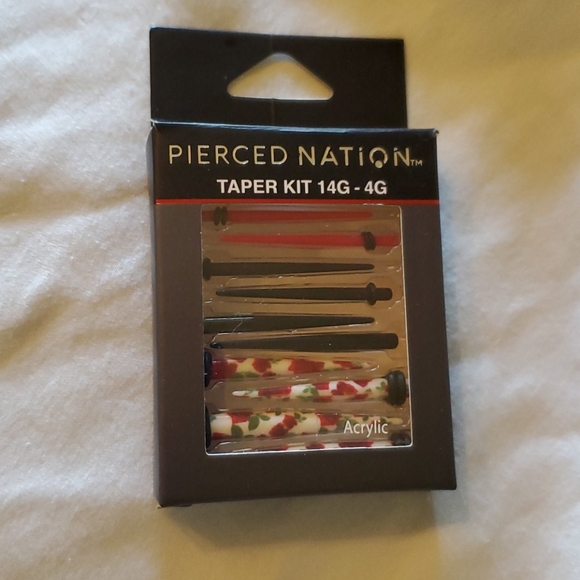 PIERCED NATION™
TAPER KIT 14G - 4G
Acrylic